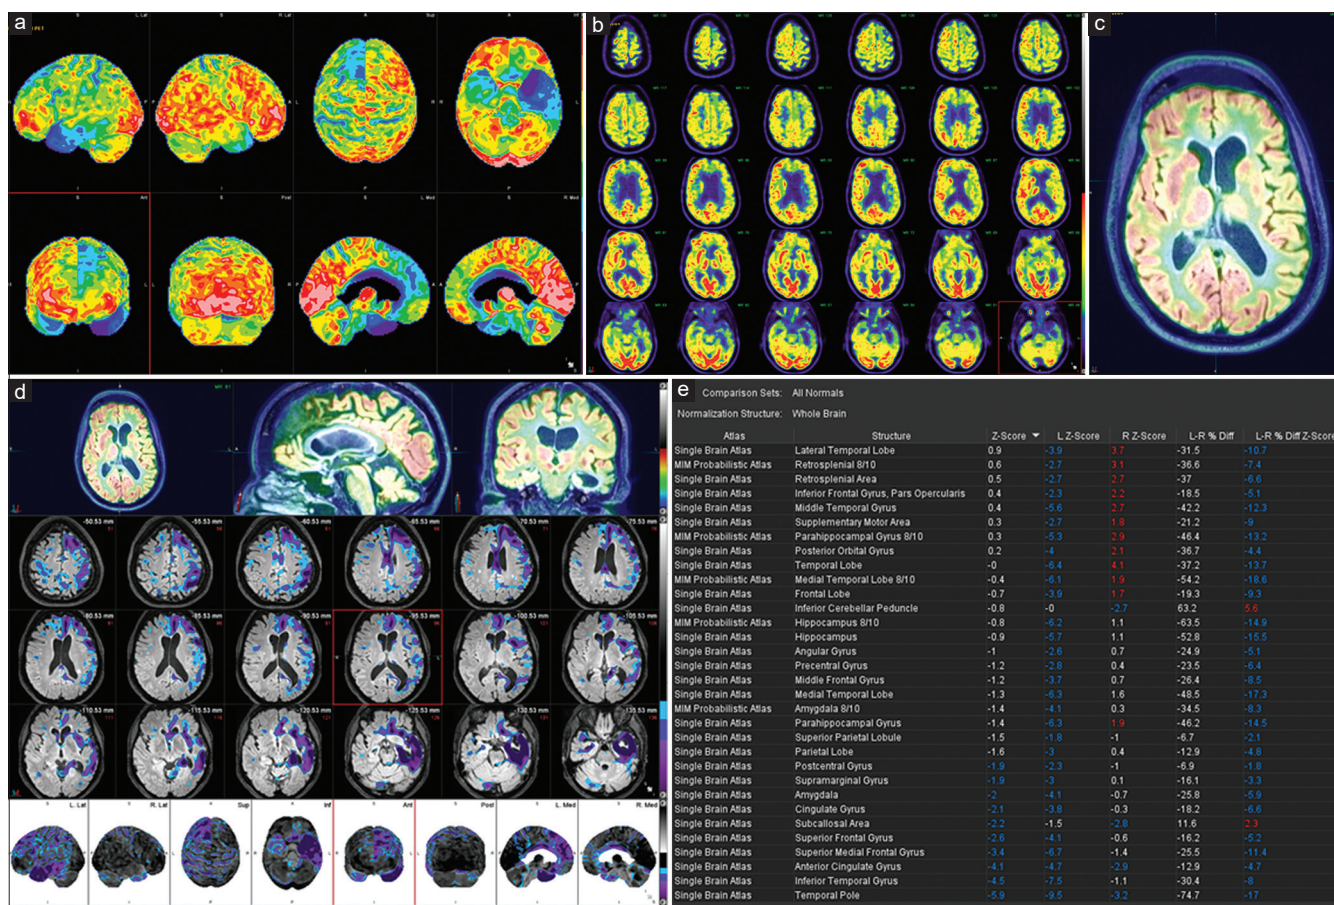 a
L Lat
R Lat
Sup
Inf
Ant
Post
L Med
R Med
b
c
d
-50.53 mm
-55.53 mm
-60.53 mm
-65.53 mm
-70.53 mm
-75.53 mm
-80.53 mm
-85.53 mm
-90.53 mm
-95.53 mm
-100.53 mm
-105.53 mm
-110.53 mm
-115.53 mm
-120.53 mm
-125.53 mm
-130.53 mm
-135.53 mm
L. Lat
R. Lat
Sup
Inf
Ant
Post
L. Med
R. Med
e
Comparison Sets: All Normals
Normalization Structure: Whole Brain
Atlas Structure Z-Score L Z-Score R Z-Score L-R % Diff L-R % Diff Z-Score
Single Brain Atlas Lateral Temporal Lobe 0.9 -3.9 3.7 -31.5 -10.7
MIM Probabilistic Atlas Retrosplenial 8/10 0.6 -2.7 3.1 -36.6 -7.4
Single Brain Atlas Retrosplenial Area 0.5 -2.7 2.7 -37 -6.6
Single Brain Atlas Inferior Frontal Gyrus, Pars Opercularis 0.4 -2.3 2.2 -18.5 -5.1
Single Brain Atlas Middle Temporal Gyrus 0.4 -5.6 2.7 -42.2 -12.3
Single Brain Atlas Supplementary Motor Area 0.3 -2.7 1.8 -21.2 -9
MIM Probabilistic Atlas Parahippocampal Gyrus 8/10 0.3 -5.3 2.9 -46.4 -13.2
Single Brain Atlas Posterior Orbital Gyrus 0.2 -4 2.1 -36.7 -4.4
Single Brain Atlas Temporal Lobe -0 -6.4 4.1 -37.2 -13.7
MIM Probabilistic Atlas Medial Temporal Lobe 8/10 -0.4 -6.1 1.9 -54.2 -18.6
Single Brain Atlas Frontal Lobe -0.7 -3.9 1.7 -19.3 -9.3
Single Brain Atlas Inferior Cerebellar Peduncle -0.8 -0 -2.7 63.2 5.6
MIM Probabilistic Atlas Hippocampus 8/10 -0.8 -6.2 1.1 -63.5 -14.9
Single Brain Atlas Hippocampus -0.9 -5.7 1.1 -52.8 -15.5
Single Brain Atlas Angular Gyrus -1 -2.6 0.7 -24.9 -5.1
Single Brain Atlas Precentral Gyrus -1.2 -2.8 0.4 -23.5 -6.4
Single Brain Atlas Middle Frontal Gyrus -1.2 -3.7 0.7 -26.4 -8.5
Single Brain Atlas Medial Temporal Lobe -1.3 -6.3 1.6 -48.5 -17.3
MIM Probabilistic Atlas Amygdala 8/10 -1.4 -4.1 0.3 -34.5 -8.3
Single Brain Atlas Parahippocampal Gyrus -1.4 -6.3 1.9 -46.2 -14.5
Single Brain Atlas Superior Parietal Lobule -1.5 -1.8 -1 -6.7 -2.1
Single Brain Atlas Parietal Lobe -1.6 -3 0.4 -12.9 -4.8
Single Brain Atlas Postcentral Gyrus -1.9 -2.3 -1 -6.9 -1.8
Single Brain Atlas Supramarginal Gyrus -1.9 -3 0.1 -16.1 -3.3
Single Brain Atlas Amygdala -2 -4.1 -0.7 -25.8 -5.9
Single Brain Atlas Cingulate Gyrus -2.1 -3.8 -0.3 -18.2 -6.6
Single Brain Atlas Subcallosal Area -2.2 -1.5 -2.8 11.6 2.3
Single Brain Atlas Superior Frontal Gyrus -2.6 -4.1 -0.6 -16.2 -5.2
Single Brain Atlas Superior Medial Frontal Gyrus -3.4 -6.7 -1.4 -25.5 -11.4
Single Brain Atlas Anterior Cingulate Gyrus -4.1 -4.7 -2.9 -12.9 -4.7
Single Brain Atlas Inferior Temporal Gyrus -4.5 -7.5 -1.1 -30.4 -8
Single Brain Atlas Temporal Pole -5.9 -9.5 -3.2 -74.7 -17